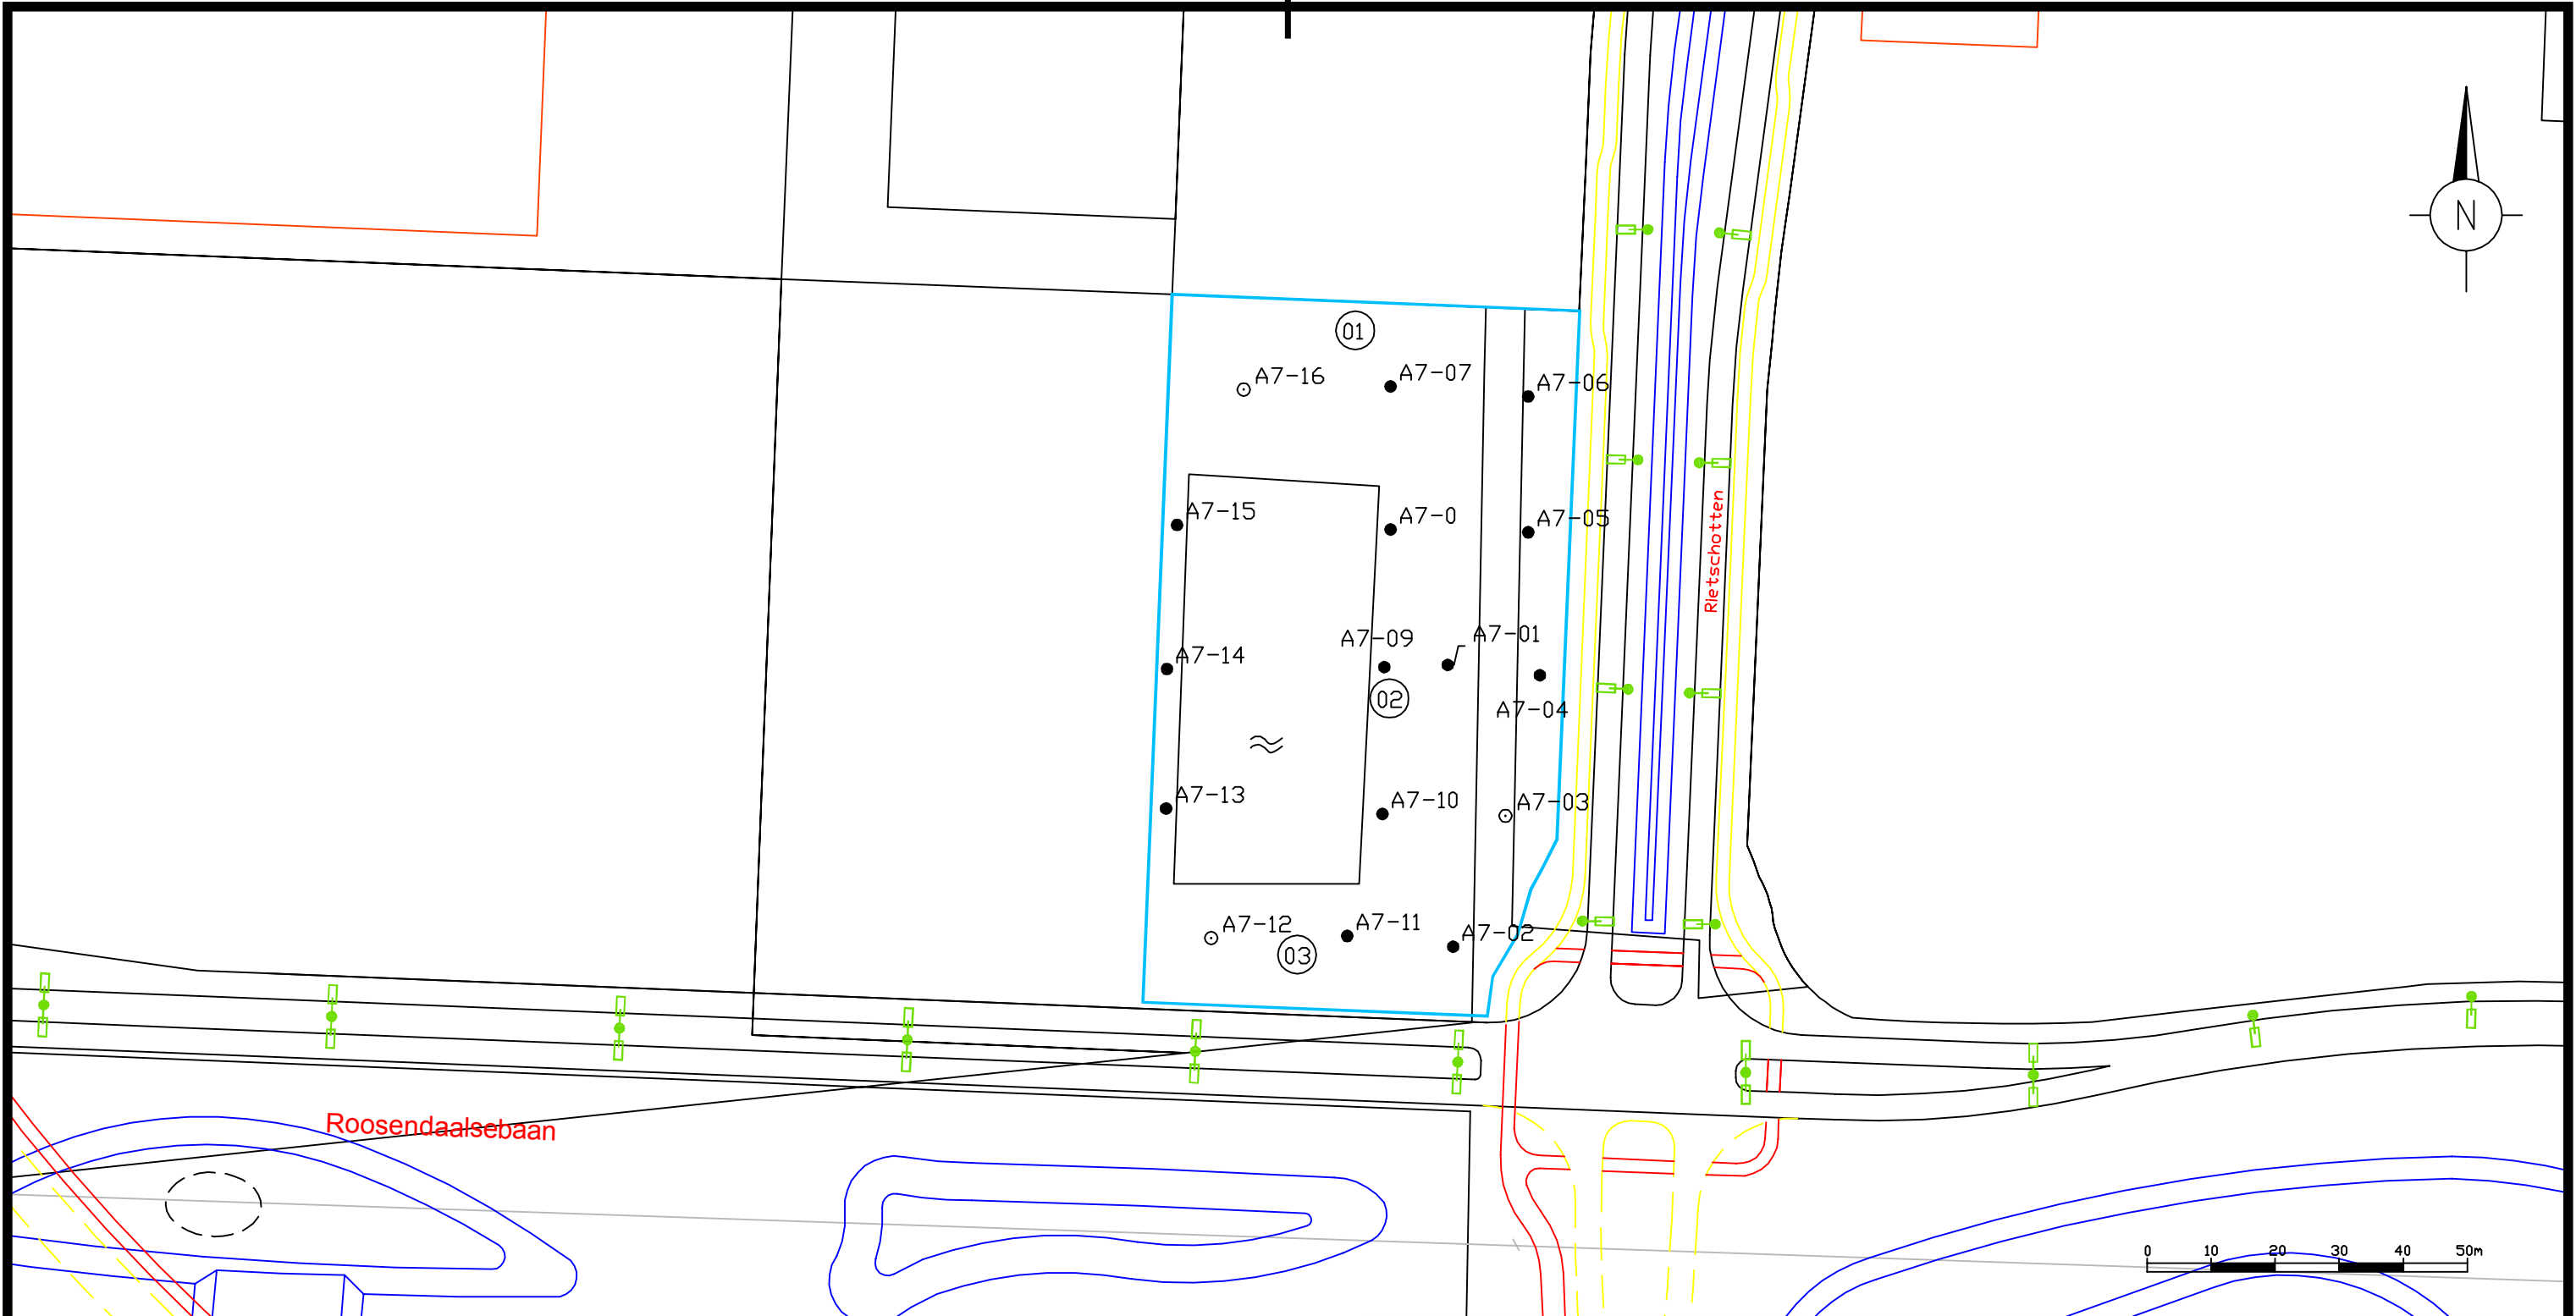 N
01
A7-16
A7-07
A7-06
A7-15
A7-0
A7-05
Rietschotten
A7-09
A7-01
A7-14
02
A7-04
A7-13
A7-10
A7-03
A7-12
A7-11
A7-02
03
Roosendaalsebaan
0 10 20 30 40 50m